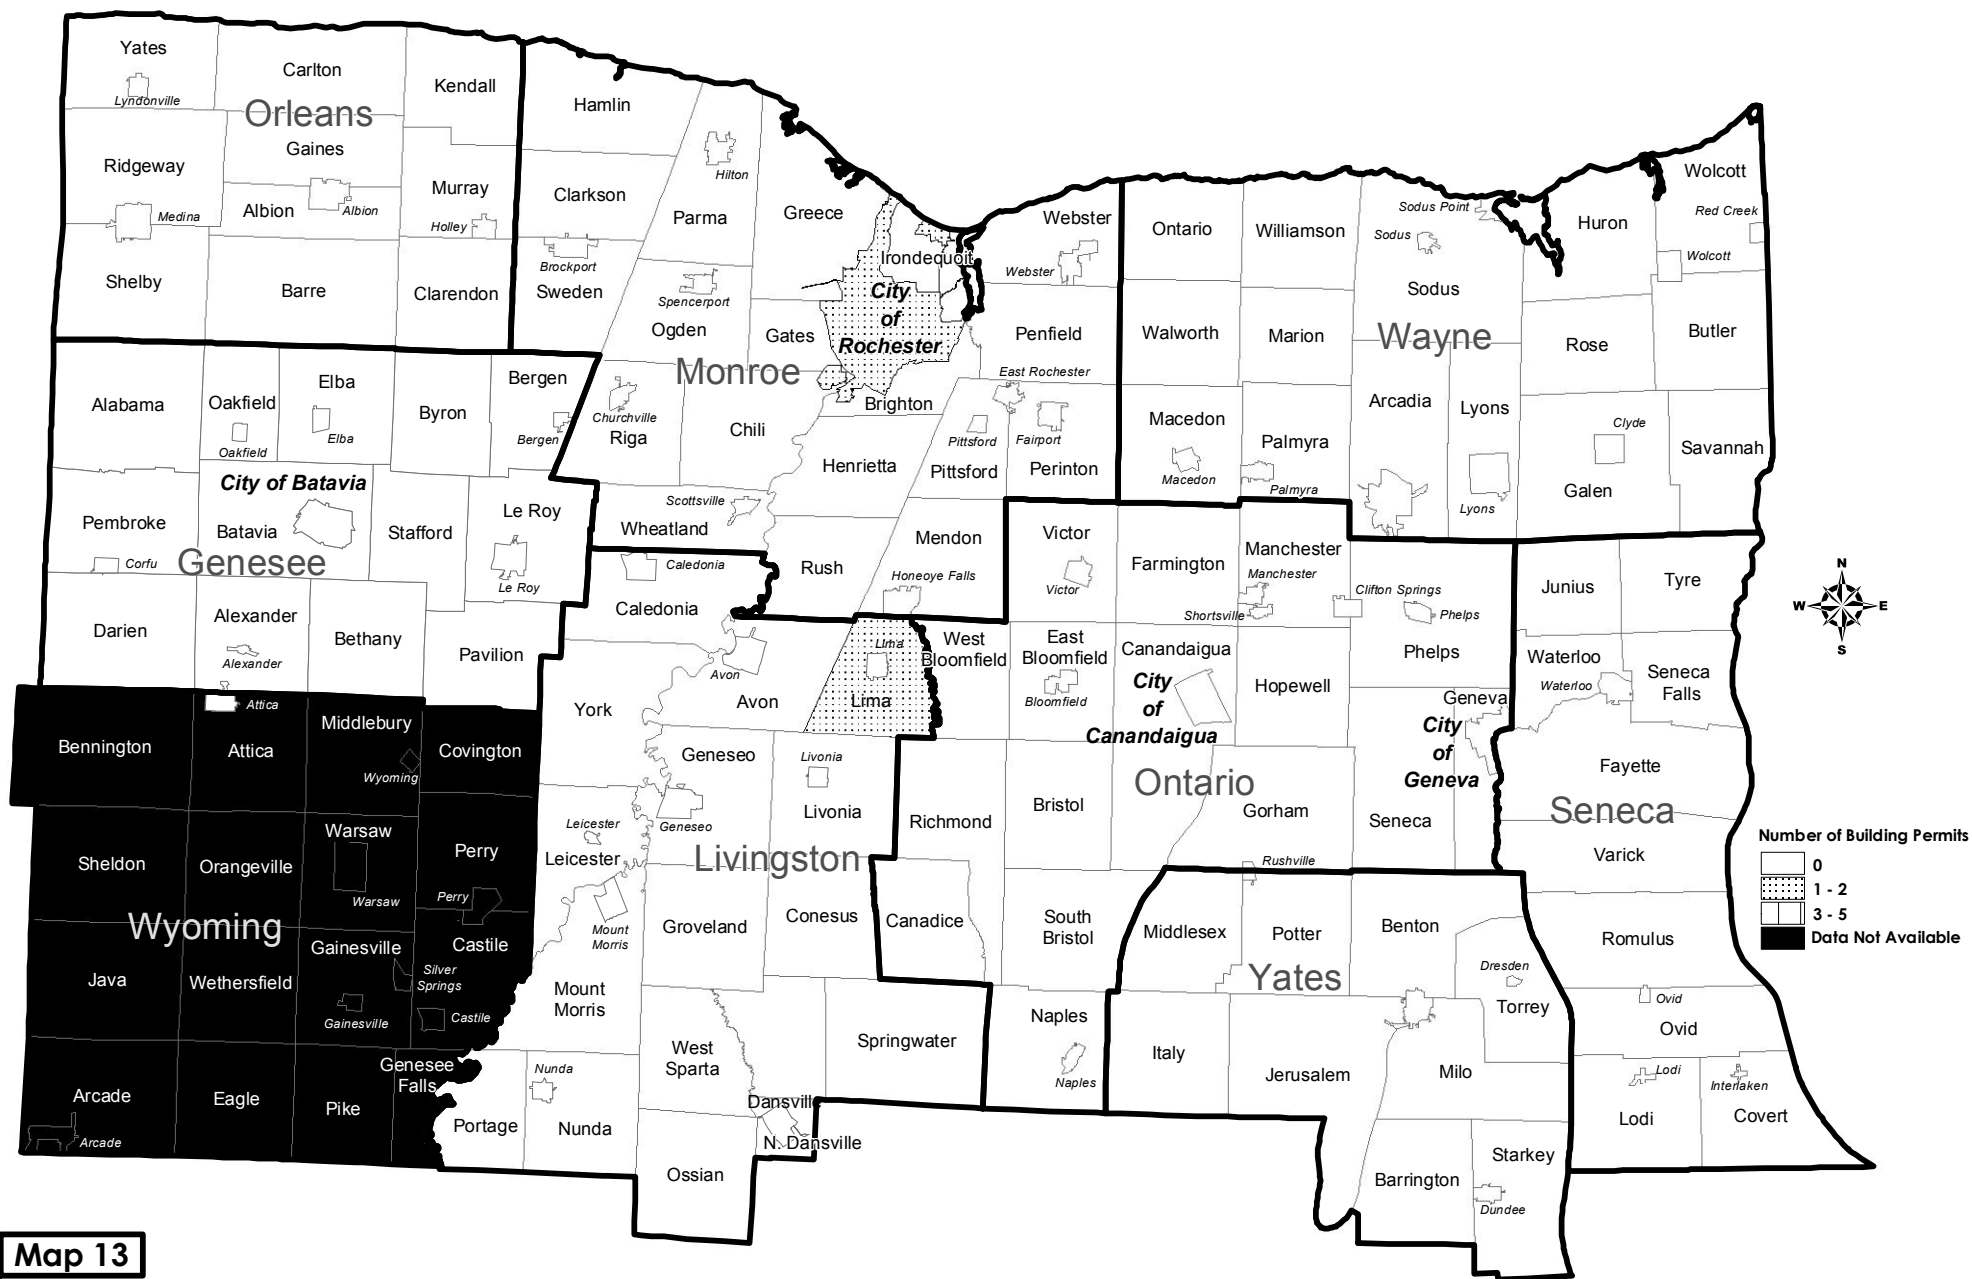 Yates
Carlton
Kendall
Lyndonville
Orleans
Hamlin
Ridgeway
Gaines
Hilton
Murray
Clarkson
Medina
Albion
Albion
Holley
Parma
Greece
Webster
Ontario
Williamson
Sodus Point
Sodus
Huron
Wolcott
Red Creek
Wolcott
Shelby
Barre
Clarendon
Brockport
Sweden
Spencerport
Ogden
Gates
Irondequoit
City
of
Rochester
Webster
Penfield
Walworth
Marion
Sodus
Wayne
Rose
Butler
Monroe
East Rochester
Alabama
Oakfield
Oakfield
Elba
Elba
Byron
Bergen
Bergen
Churchville
Riga
Chili
Brighton
Henrietta
Pittsford
Pittsford
Fairport
Perinton
Macedon
Macedon
Palmyra
Palmyra
Arcadia
Lyons
Lyons
Clyde
Galen
Savannah
City of Batavia
Pembroke
Batavia
Stafford
Le Roy
Le Roy
Corfu
Genesee
Scottsville
Wheatland
Rush
Mendon
Honeoye Falls
Victor
Victor
Farmington
Manchester
Manchester
Shortsville
Clifton Springs
Phelps
Phelps
Junius
Tyre
N
W
E
S
Darien
Alexander
Alexander
Bethany
Pavilion
Caledonia
Caledonia
Avon
Avon
Lima
Lima
West
Bloomfield
East
Bloomfield
Bloomfield
Canandaigua
City
of
Canandaigua
Hopewell
Geneva
City
of
Geneva
Waterloo
Waterloo
Seneca
Falls
Bennington
Attica
Attica
Middlebury
Wyoming
Covington
York
Geneseo
Geneseo
Livonia
Livonia
Bristol
Ontario
Gorham
Seneca
Fayette
Seneca
Varick
Sheldon
Orangeville
Warsaw
Warsaw
Perry
Perry
Leicester
Leicester
Livingston
Richmond
Rushville
Number of Building Permits
0
1 - 2
3 - 5
Data Not Available
Wyoming
Java
Wethersfield
Gainesville
Gainesville
Silver
Springs
Castile
Castile
Mount
Morris
Mount
Morris
Groveland
Conesus
Canadice
South
Bristol
Middlesex
Potter
Benton
Yates
Dresden
Torrey
Romulus
Ovid
Ovid
Arcade
Arcade
Eagle
Pike
Genesee
Falls
Portage
Nunda
Nunda
West
Sparta
Springwater
Dansville
N. Dansville
Ossian
Naples
Naples
Italy
Jerusalem
Milo
Barrington
Starkey
Dundee
Lodi
Lodi
Interlaken
Covert
Map 13